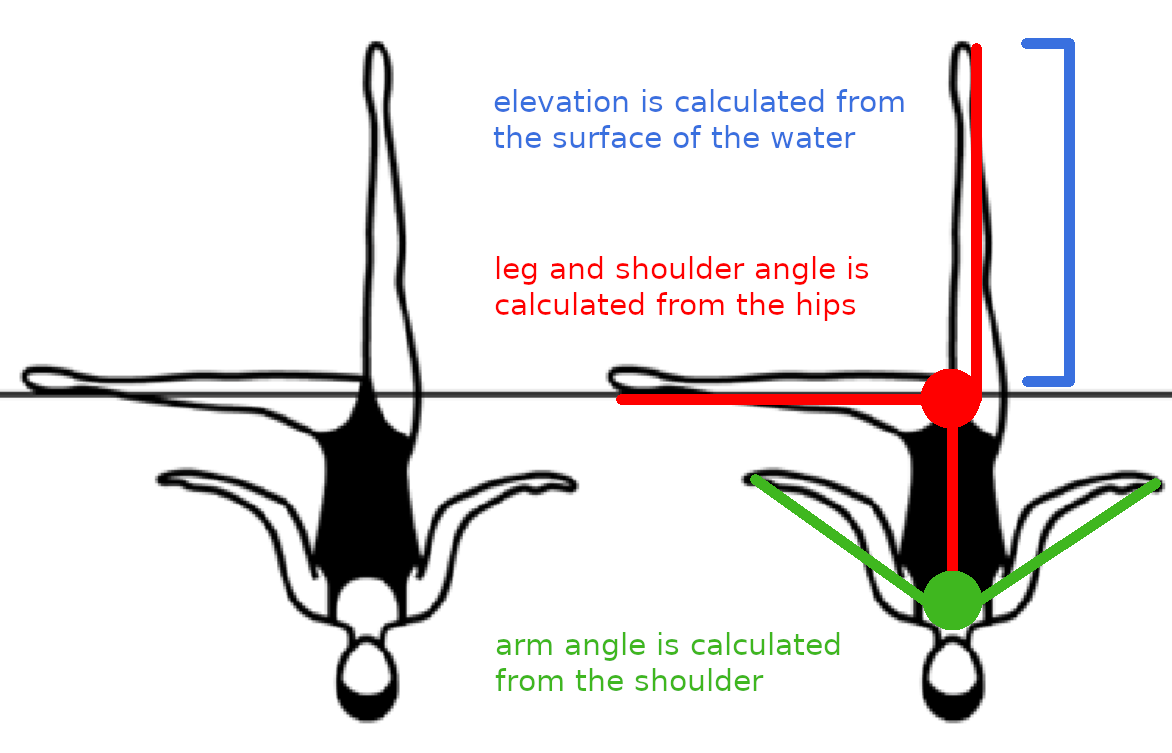 elevation is calculated from
the surface of the water
leg and shoulder angle is
calculated from the hips
arm angle is calculated
from the shoulder